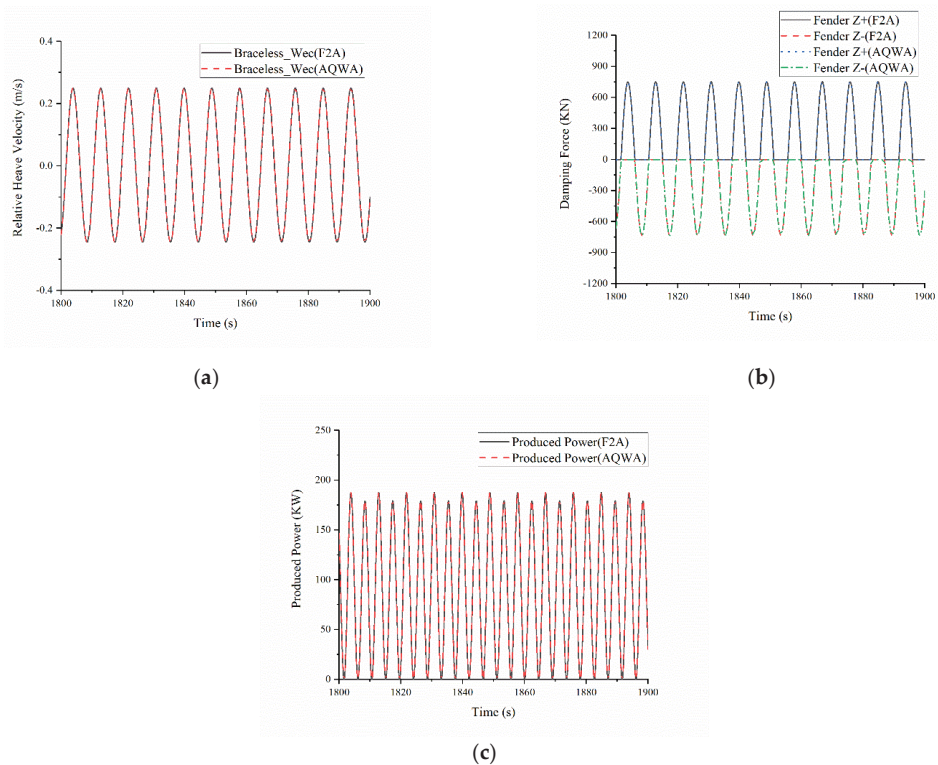 0.4
0.2
0.0
-0.2
-0.4
Relative Heave Velocity (m/s)
Braceless_Wec(F2A)
Braceless_Wec(AQWA)
1800 1820 1840 1860 1880 1900
Time (s)
(a)
1200
900
600
300
0
-300
-600
-900
-1200
Damping Force (KN)
Fender Z+(F2A)
Fender Z-(F2A)
Fender Z+(AQWA)
Fender Z-(AQWA)
1800 1820 1840 1860 1880 1900
Time (s)
(b)
250
200
150
100
50
0
Produced Power (KW)
Produced Power(F2A)
Produced Power(AQWA)
1800 1820 1840 1860 1880 1900
Time (s)
(c)